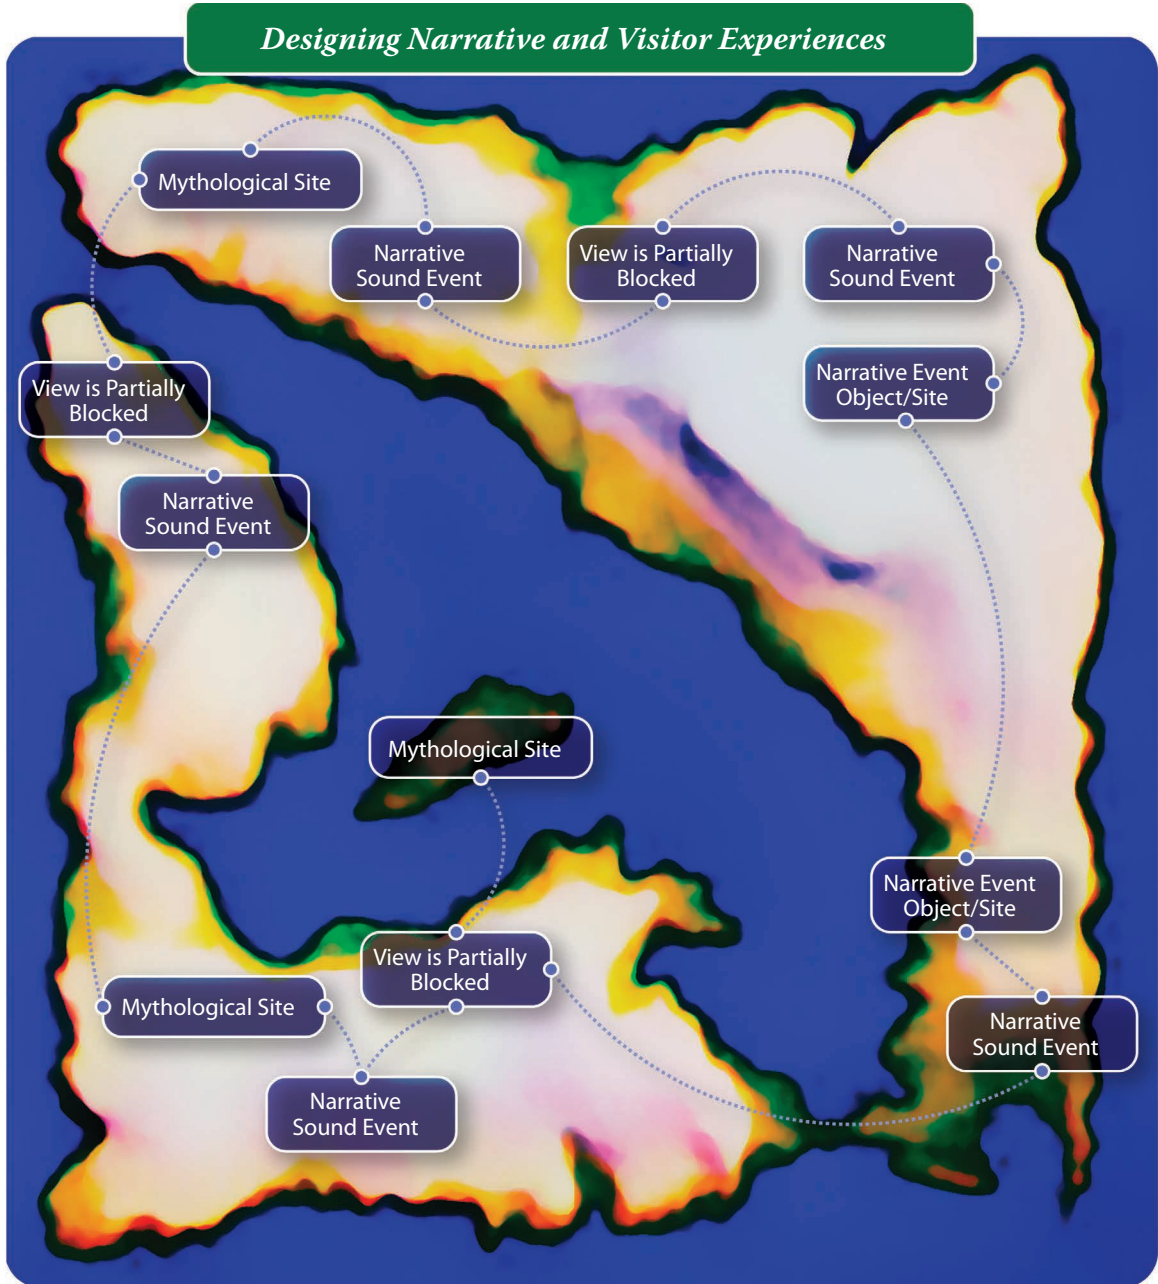 Designing Narrative and Visitor Experiences
Mythological Site
Narrative
Sound Event
View is Partially
Blocked
Narrative
Sound Event
Narrative Event
Object/Site
View is Partially
Blocked
Narrative
Sound Event
Mythological Site
Narrative Event
Object/Site
View is Partially
Blocked
Mythological Site
Narrative
Sound Event
Narrative
Sound Event